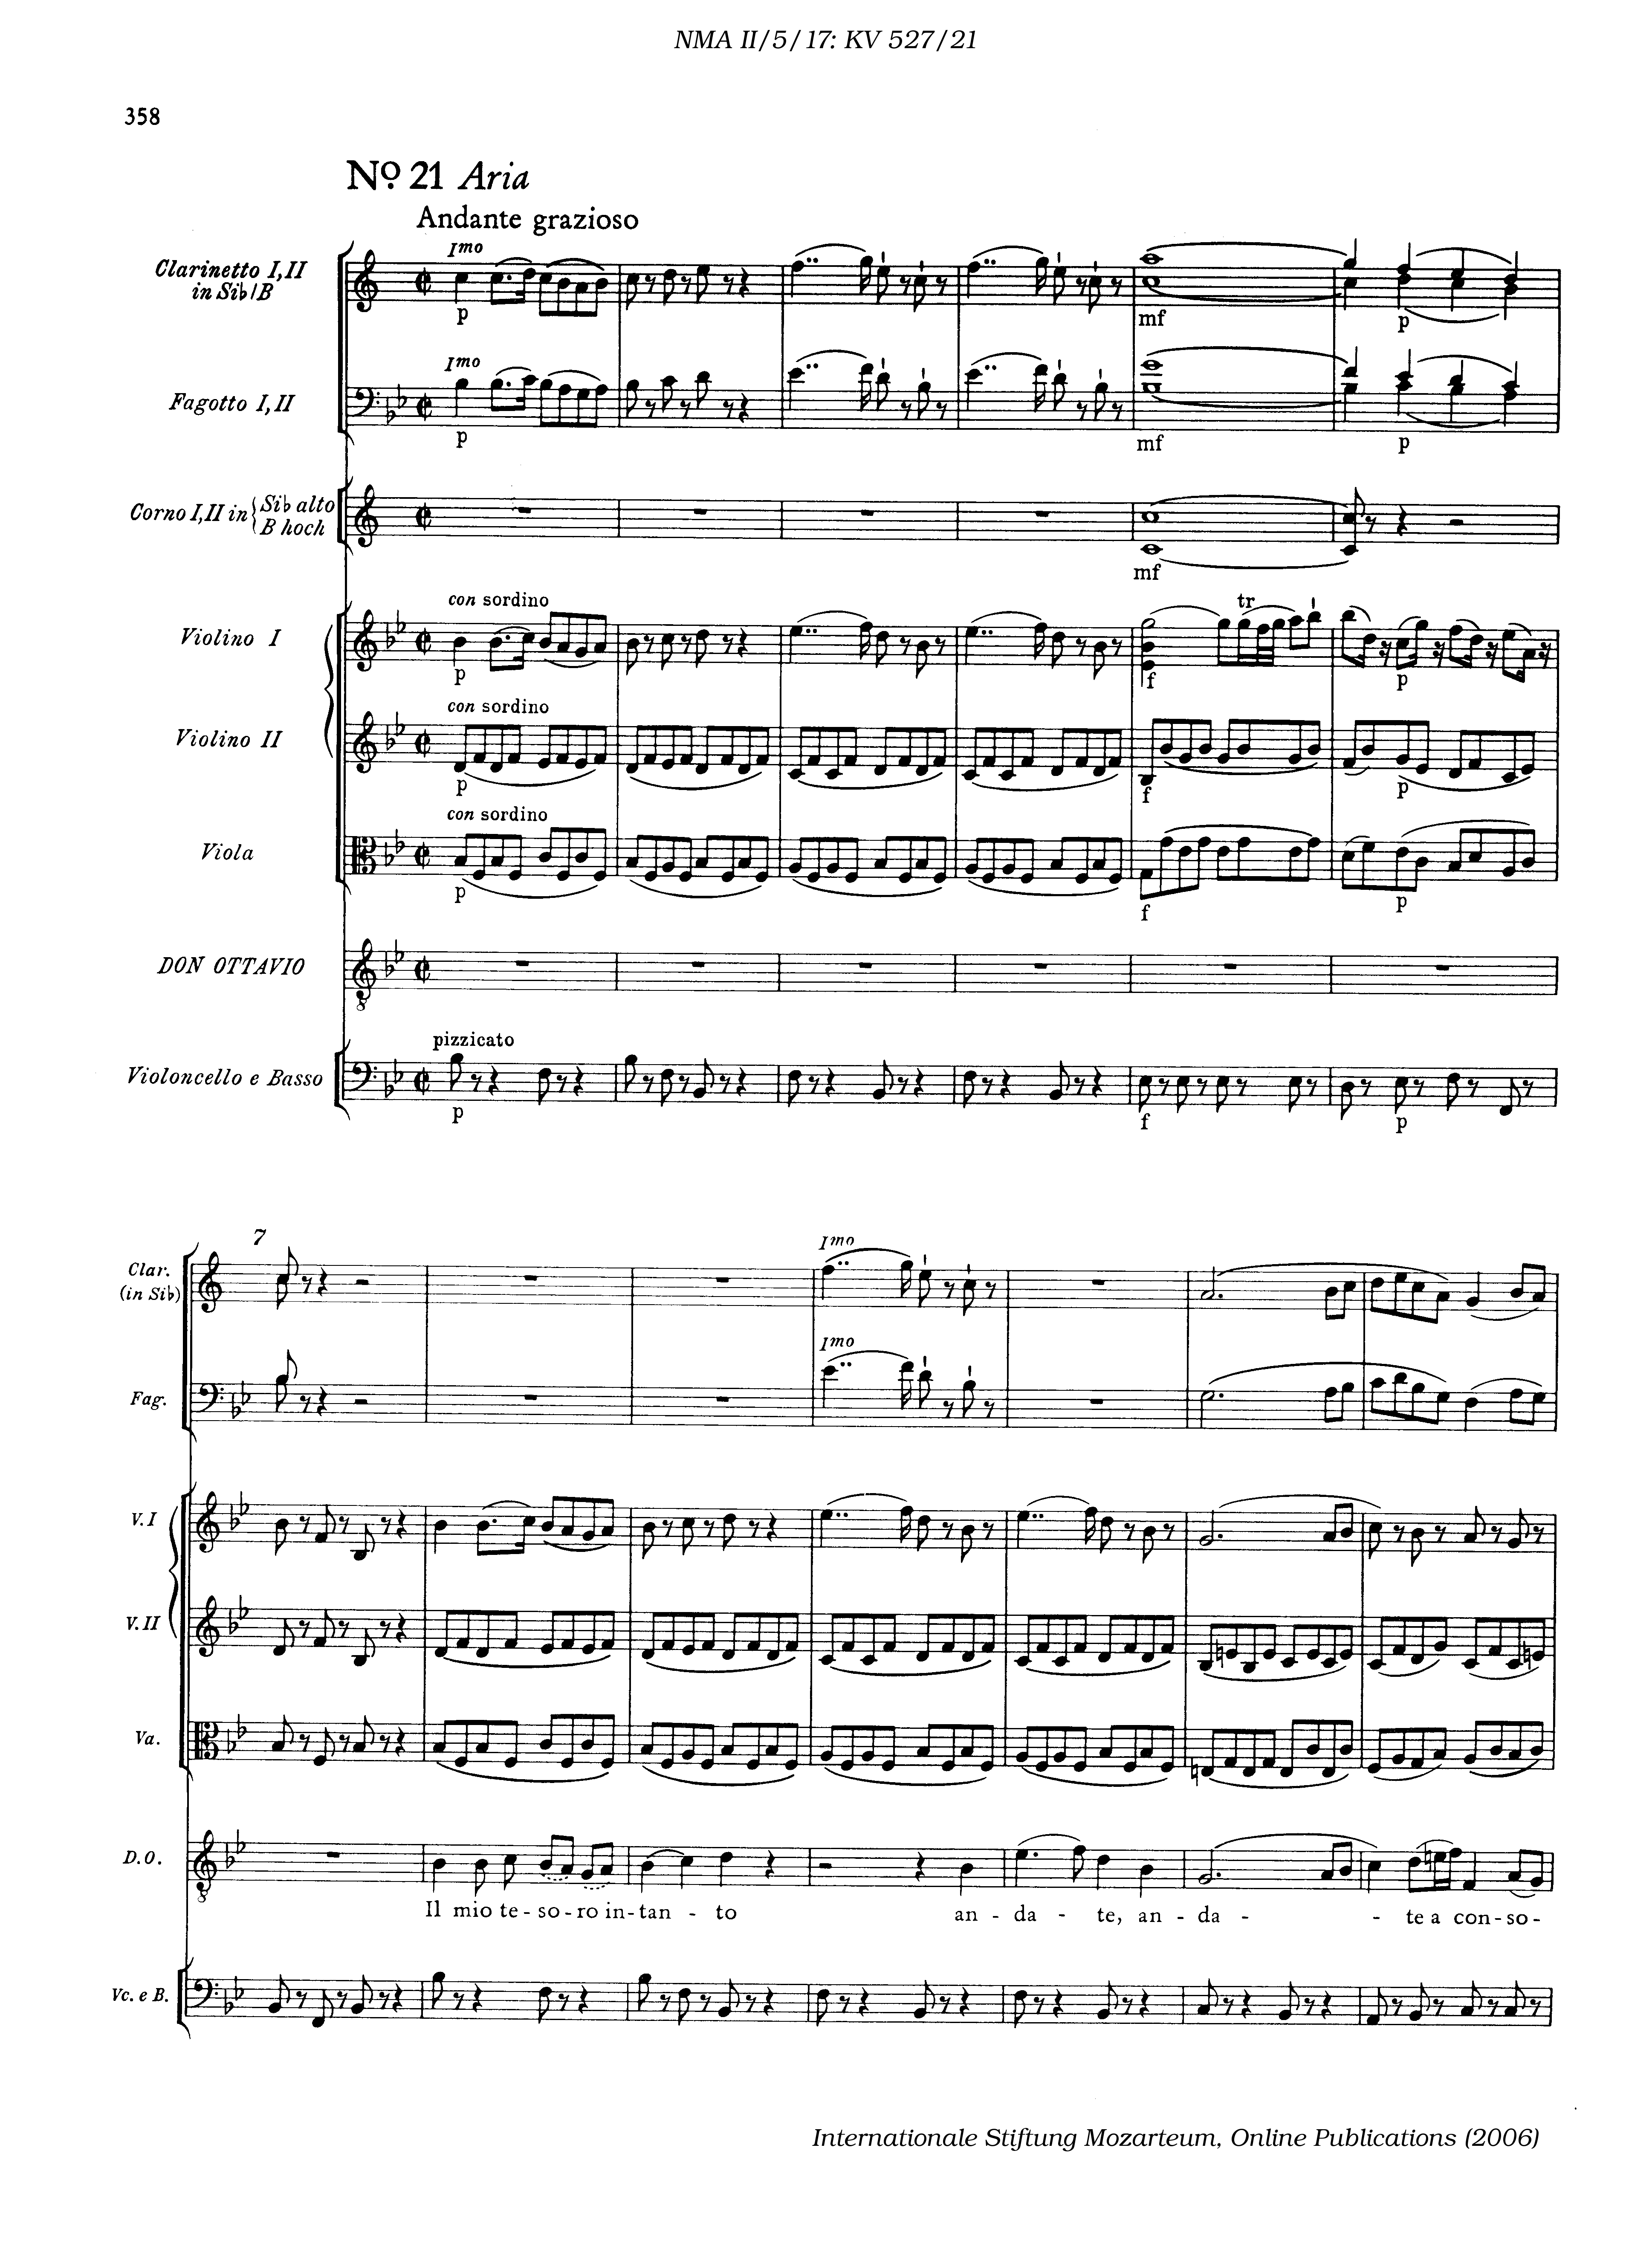 NMA II/5/17: KV 527/21
358
Nº 21 Aria
Andante grazioso
Imo
Clarinetto I, II
in Si♭/B
p
mf
p
Imo
Fagotto I, II
p
mf
p
Corno I, II in { Si♭ alto
B hoch
mf
con sordino
tr
Violino I
p
f
p
con sordino
Violino II
p
f
p
con sordino
Viola
p
f
p
DON OTTAVIO
pizzicato
Violoncello e Basso
p
f
p
7
Imo
Clar.
(in Si♭)
Imo
Fag.
V. I
V. II
Va.
D. O.
Il mio te - so - ro in - tan - to an - da - te, an - da - - te a con - so -
Vc. e B.
Internationale Stiftung Mozarteum, Online Publications (2006)